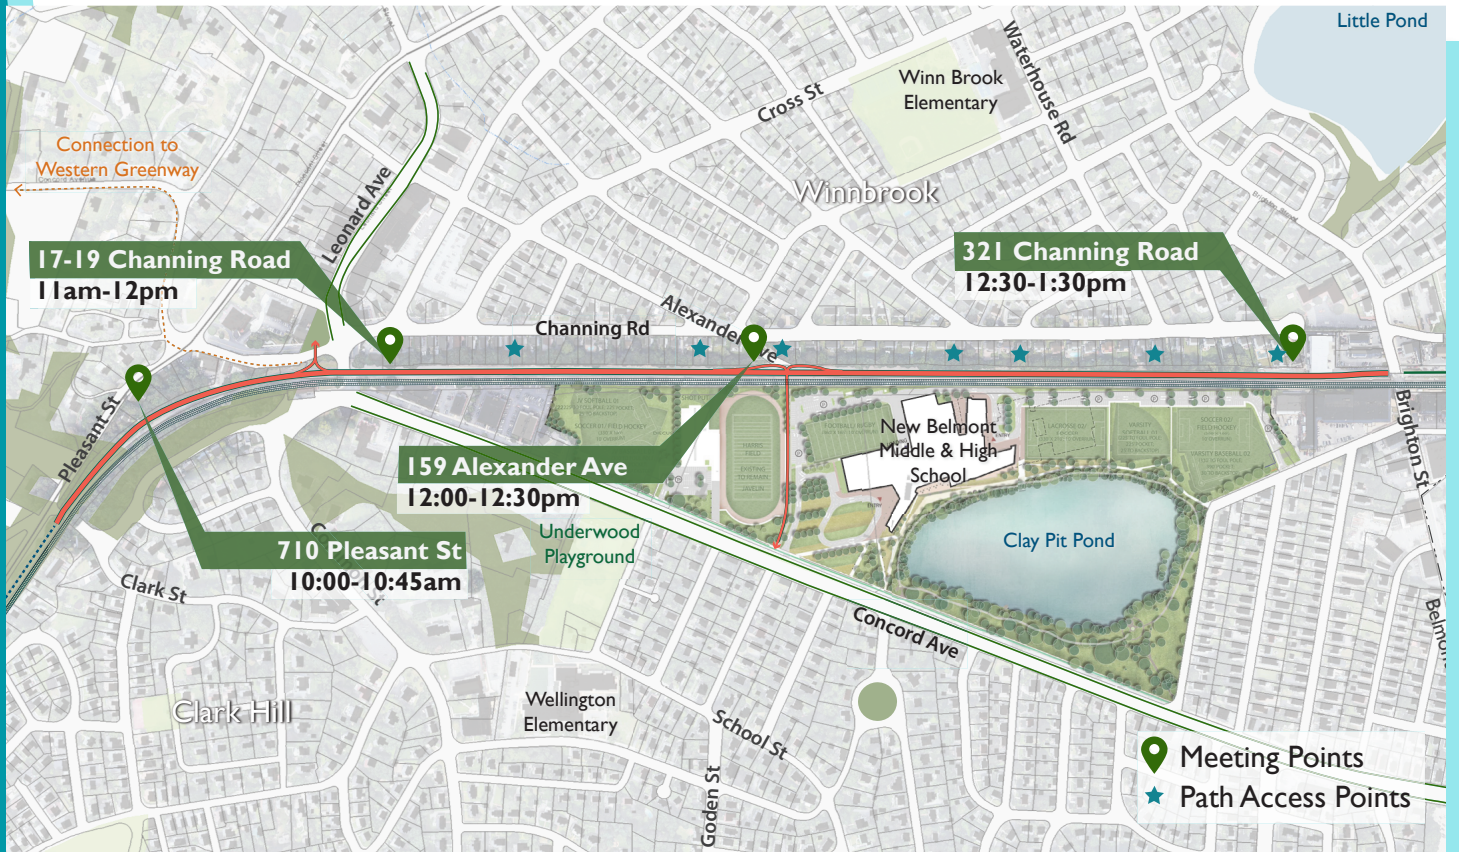 Little Pond
Winn Brook
Elementary
Waterhouse Rd
Cross St
Connection to
Western Greenway
Winnbrook
Leonard Ave
17-19 Channing Road
11am-12pm
321 Channing Road
12:30-1:30pm
Alexander Ave
Channing Rd
Pleasant St
Brighton St
New Belmont
Middle & High
School
159 Alexander Ave
12:00-12:30pm
Underwood
Playground
Clay Pit Pond
710 Pleasant St
10:00-10:45am
Clark St
Concord Ave
Clark Hill
Wellington
Elementary
School St
Goden St
Meeting Points
Path Access Points